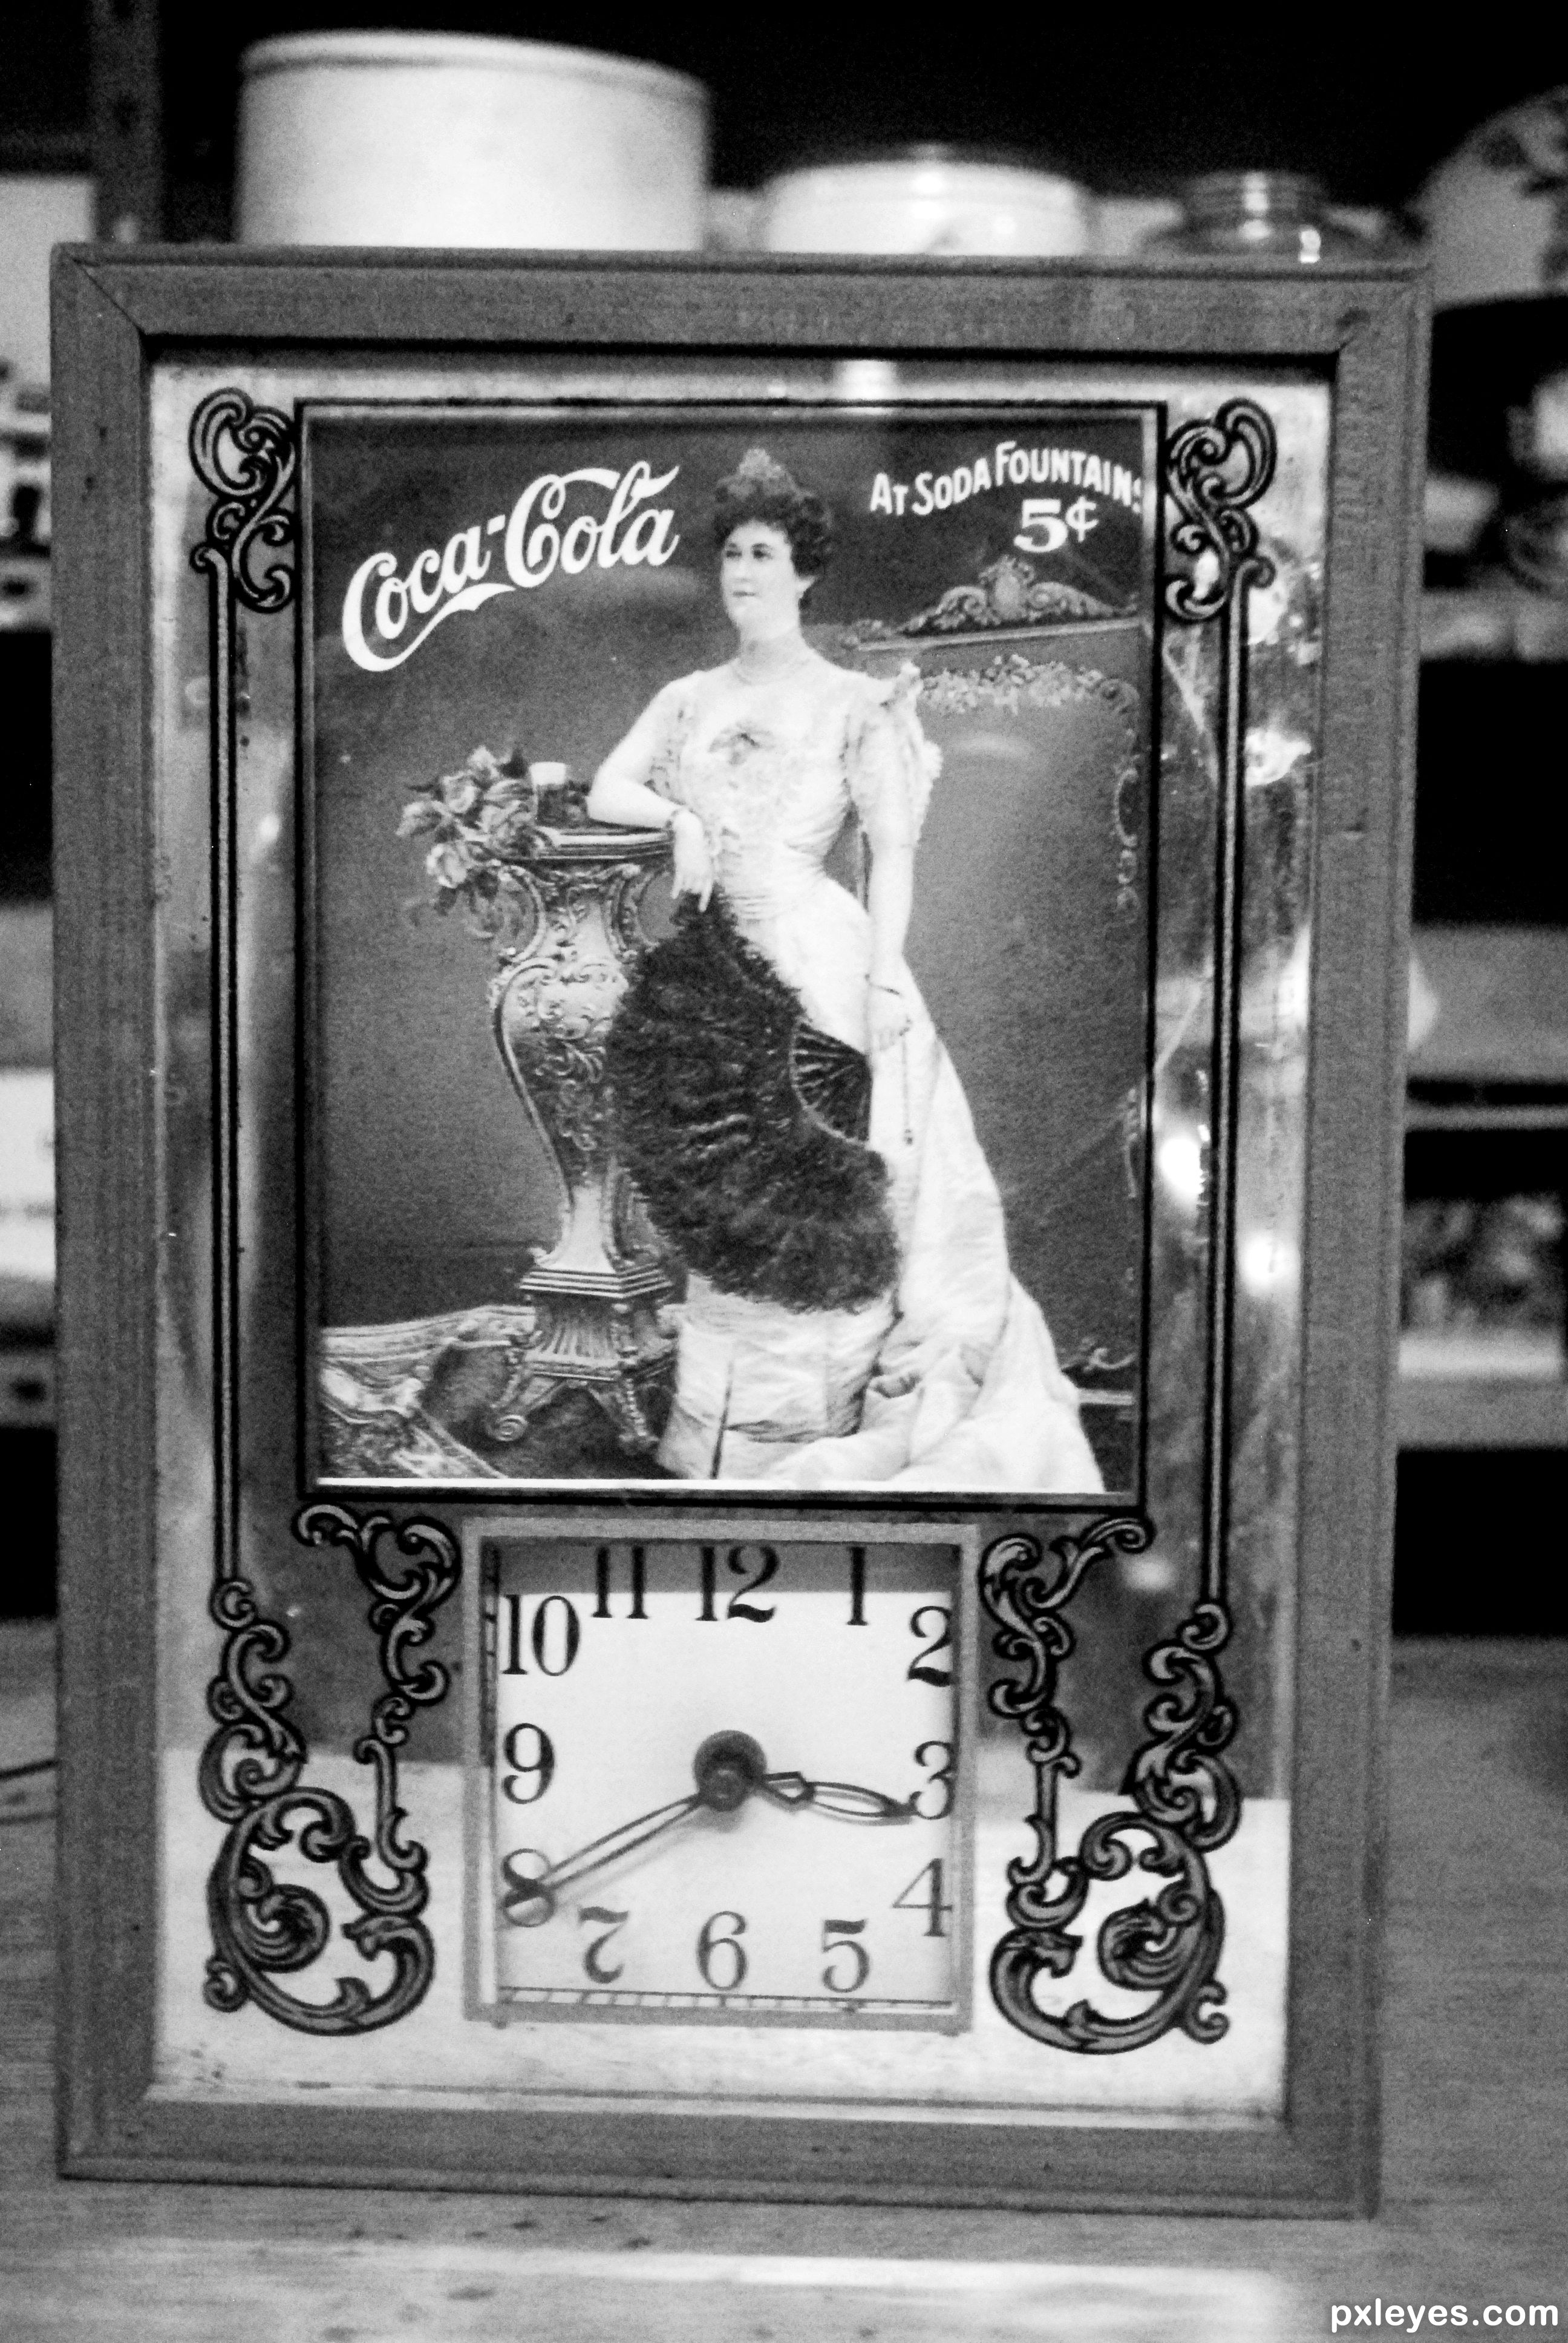 Coca-Cola
AT SODA FOUNTAINS
5¢
11 12 1
10 2
9 3
8 4
7 6 5
pxleyes.com